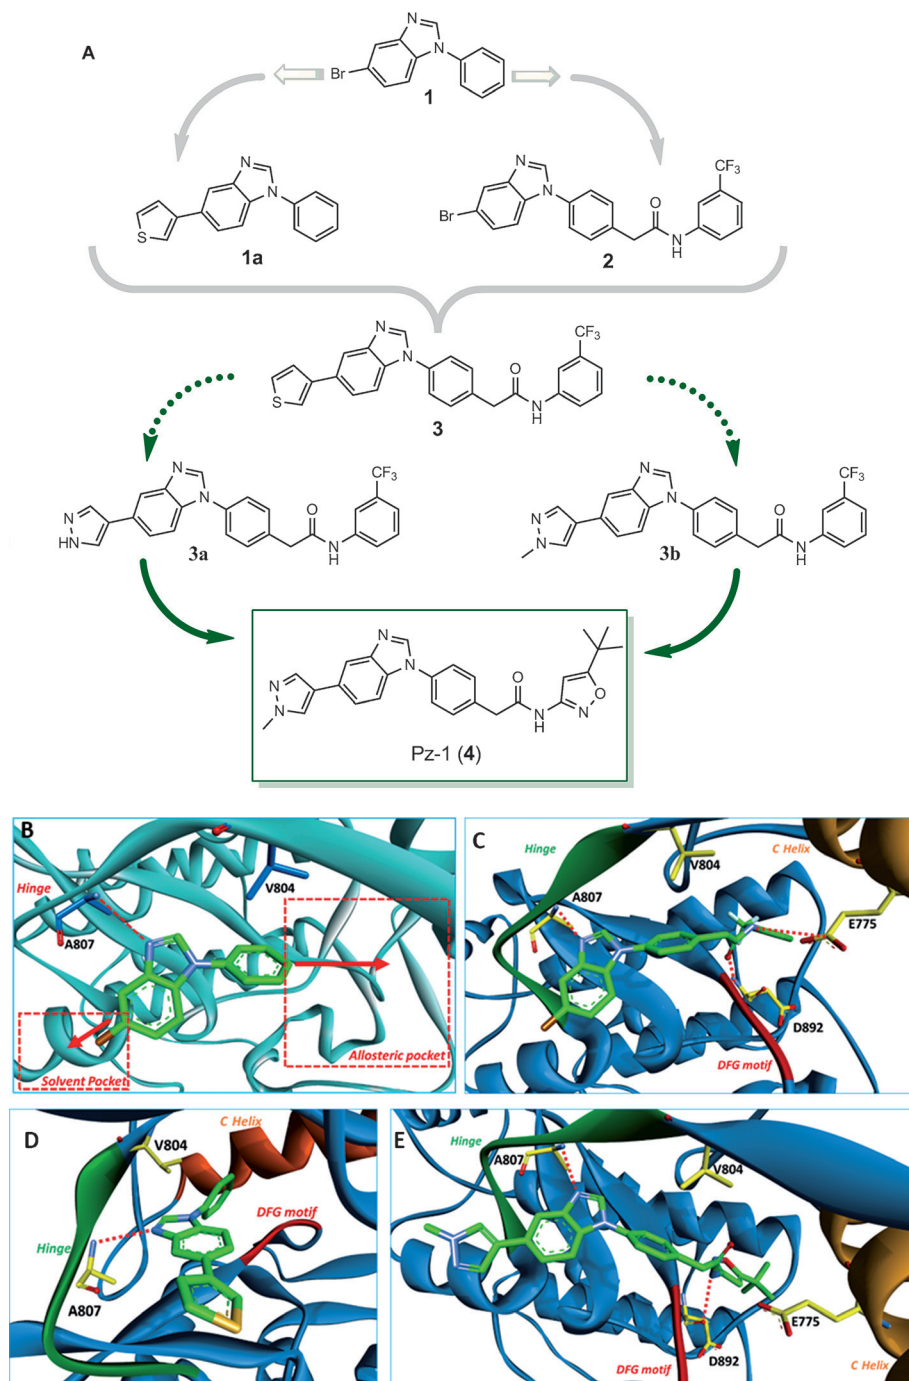 A
N
N
Br
1
N
N
S
1a
N
N
Br
O
N
H
CF3
2
N
N
S
O
N
H
CF3
3
N
N
N
HN
O
N
H
CF3
3a
N
N
N
N
O
N
H
CF3
3b
N
N
N
N
O
N
H
O
N
Pz-1 (4)
B
Hinge
V804
A807
Solvent Pocket
Allosteric pocket
C
Hinge
C Helix
V804
A807
E775
D892
DFG motif
D
C Helix
V804
DFG motif
Hinge
A807
E
Hinge
A807
V804
E775
D892
DFG motif
C Helix